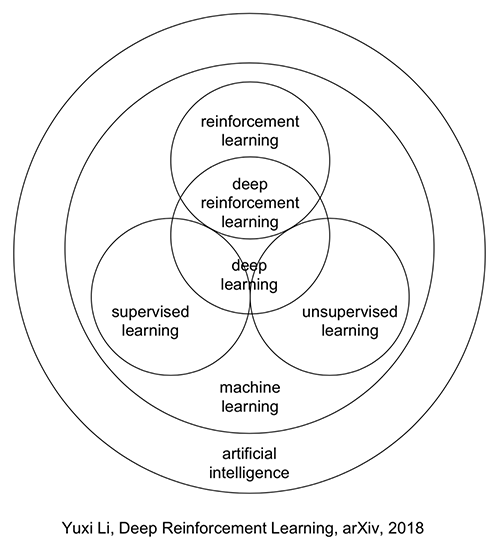 reinforcement
learning
deep
reinforcement
learning
deep
learning
supervised
learning
unsupervised
learning
machine
learning
artificial
intelligence
Yuxi Li, Deep Reinforcement Learning, arXiv, 2018